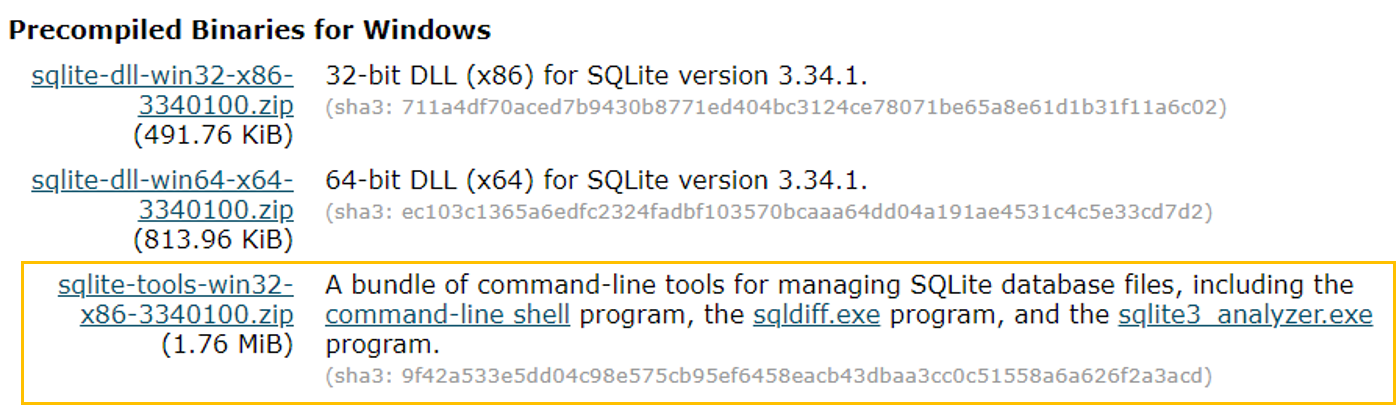 Precompiled Binaries for Windows
sqlite-dll-win32-x86-
3340100.zip
(491.76 KiB)
32-bit DLL (x86) for SQLite version 3.34.1.
(sha3: 711a4df70aced7b9430b8771ed404bc3124ce78071be65a8e61d1b31f11a6c02)
sqlite-dll-win64-x64-
3340100.zip
(813.96 KiB)
64-bit DLL (x64) for SQLite version 3.34.1.
(sha3: ec103c1365a6edfc2324fadbf103570bcaaa64dd04a191ae4531c4c5e33cd7d2)
sqlite-tools-win32-
x86-3340100.zip
(1.76 MiB)
A bundle of command-line tools for managing SQLite database files, including the
command-line shell program, the sqldiff.exe program, and the sqlite3_analyzer.exe
program.
(sha3: 9f42a533e5dd04c98e575cb95ef6458eacb43dbaa3cc0c51558a6a626f2a3acd)